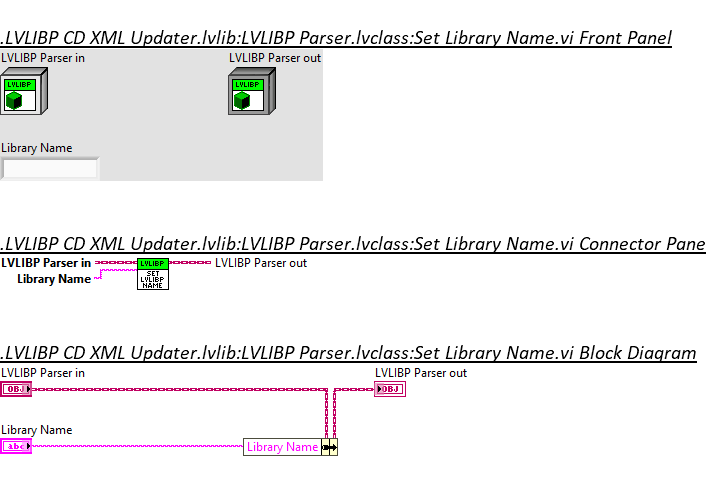 .LVLIBP CD XML Updater.lvlib:LVLIBP Parser.lvclass:Set Library Name.vi Front Panel
LVLIBP Parser in LVLIBP Parser out
LVLIBP LVLIBP
Library Name
.LVLIBP CD XML Updater.lvlib:LVLIBP Parser.lvclass:Set Library Name.vi Connector Pane
LVLIBP Parser in LVLIBP LVLIBP Parser out
Library Name SET
LVLIBP
NAME
.LVLIBP CD XML Updater.lvlib:LVLIBP Parser.lvclass:Set Library Name.vi Block Diagram
LVLIBP Parser in LVLIBP Parser out
OBJ OBJ
Library Name
abc Library Name